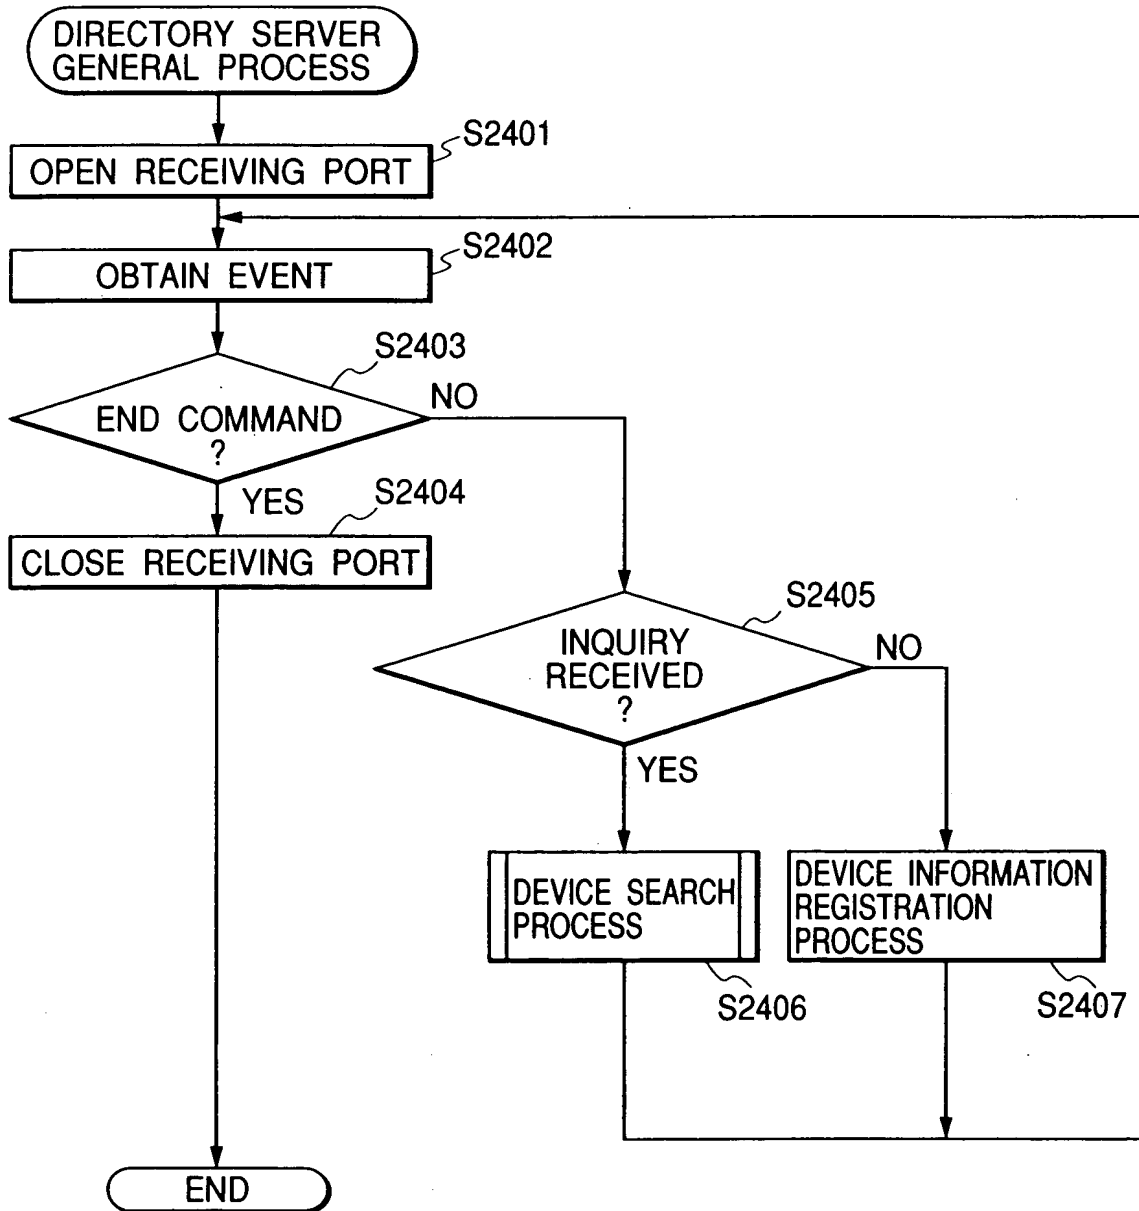 DIRECTORY SERVER
GENERAL PROCESS
S2401
OPEN RECEIVING PORT
S2402
OBTAIN EVENT
S2403
END COMMAND
?
NO
YES
S2404
CLOSE RECEIVING PORT
S2405
INQUIRY
RECEIVED
?
NO
YES
DEVICE SEARCH
PROCESS
S2406
DEVICE INFORMATION
REGISTRATION
PROCESS
S2407
END